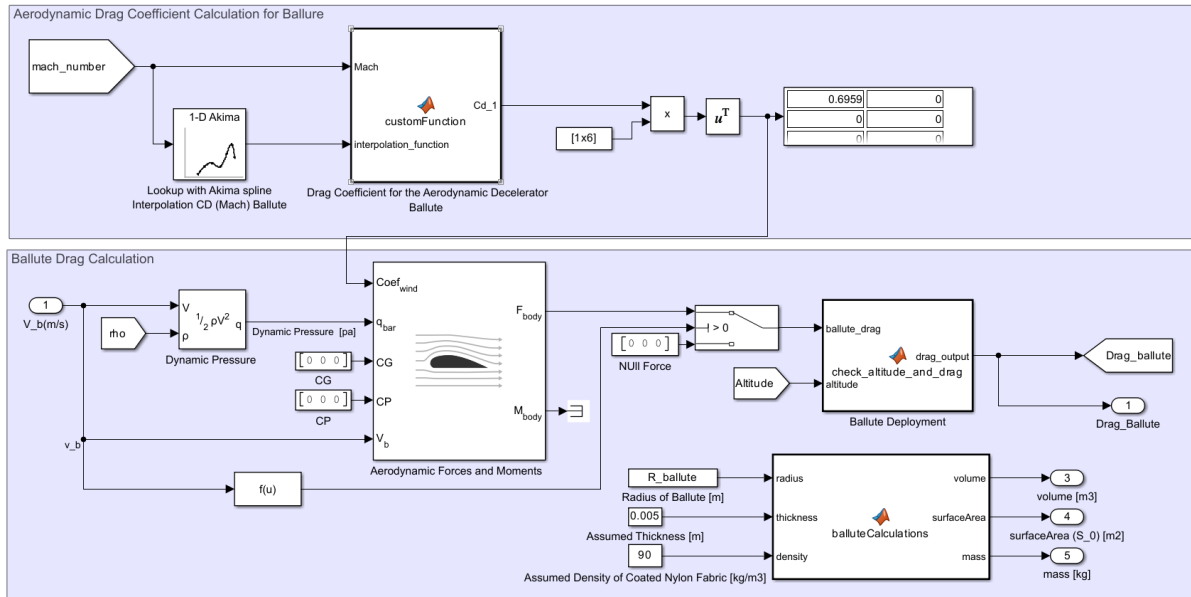 Aerodynamic Drag Coefficient Calculation for Ballure
mach_number
1-D Akima
Lookup with Akima spline
Interpolation CD (Mach) Ballute
Mach
interpolation_function
customFunction
Cd_1
Drag Coefficient for the Aerodynamic Decelerator
Ballute
[1x6]
x
u^T
0.6959 0
0 0
0 0
Ballute Drag Calculation
1
V_b(m/s)
rho
V
ρ
1/2 ρV² q
Dynamic Pressure
Dynamic Pressure [pa]
[ 0 0 0 ]
CG
[ 0 0 0 ]
CP
v_b
f(u)
Coef_wind
q_bar
CG
CP
V_b
F_body
M_body
Aerodynamic Forces and Moments
> 0
[ 0 0 0 ]
NUll Force
Altitude
ballute_drag
altitude
drag_output
check_altitude_and_drag
Ballute Deployment
Drag_ballute
1
Drag_Ballute
R_ballute
Radius of Ballute [m]
0.005
Assumed Thickness [m]
90
Assumed Density of Coated Nylon Fabric [kg/m3]
radius
thickness
density
balluteCalculations
volume
surfaceArea
mass
3
volume [m3]
4
surfaceArea (S_0) [m2]
5
mass [kg]